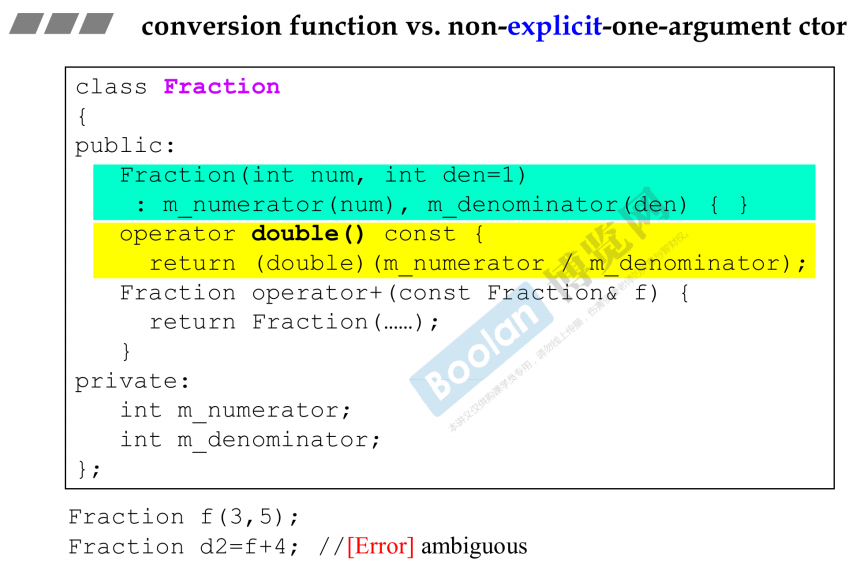 conversion function vs. non-explicit-one-argument ctor
class Fraction
{
public:
   Fraction(int num, int den=1)
    : m_numerator(num), m_denominator(den) { }
   operator double() const {
     return (double)(m_numerator / m_denominator);
   Fraction operator+(const Fraction& f) {
     return Fraction(……);
   }
private:
   int m_numerator;
   int m_denominator;
};
Boolan 博览网
Fraction f(3,5);
Fraction d2=f+4; //[Error] ambiguous